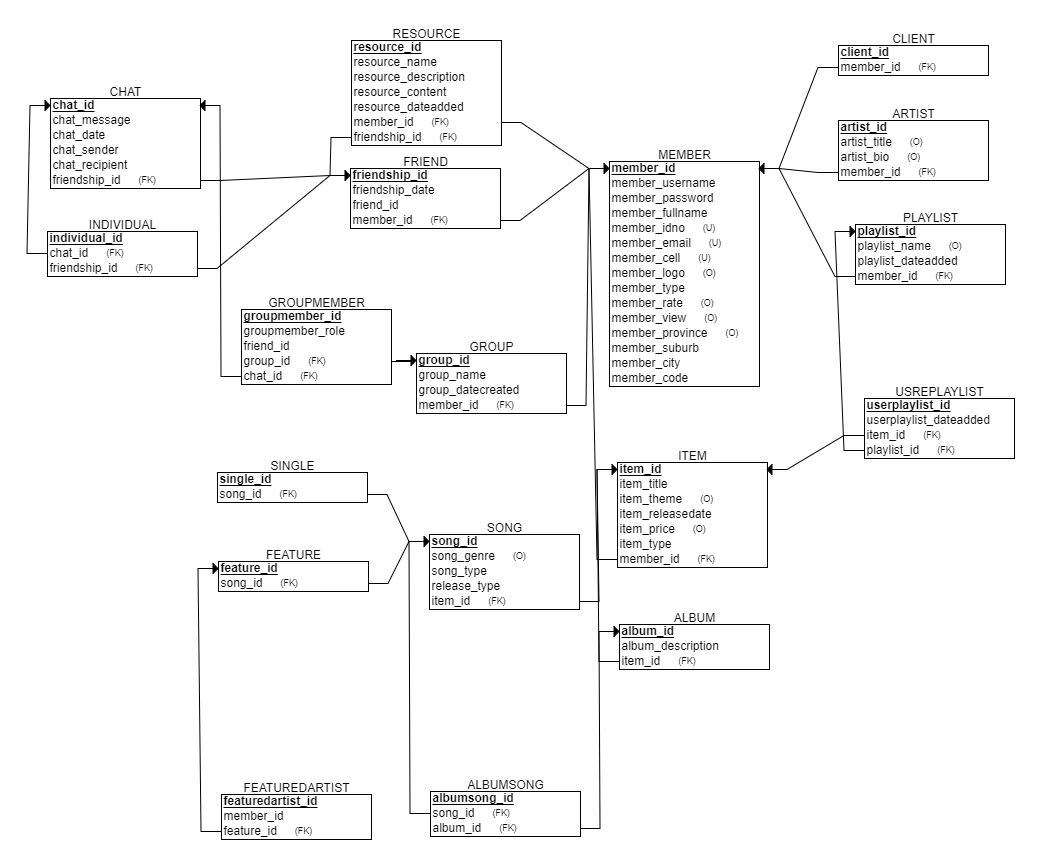 RESOURCE
resource_id
resource_name
resource_description
resource_content
resource_dateadded
member_id (FK)
friendship_id (FK)
CLIENT
client_id
member_id (FK)
CHAT
chat_id
chat_message
chat_date
chat_sender
chat_recipient
friendship_id (FK)
ARTIST
artist_id
artist_title (O)
artist_bio (O)
member_id (FK)
FRIEND
friendship_id
friendship_date
friend_id
member_id (FK)
MEMBER
member_id
member_username
member_password
member_fullname
member_idno (U)
member_email (U)
member_cell (U)
member_logo (O)
member_type
member_rate (O)
member_view (O)
member_province (O)
member_suburb
member_city
member_code
INDIVIDUAL
individual_id
chat_id (FK)
friendship_id (FK)
PLAYLIST
playlist_id
playlist_name (O)
playlist_dateadded
member_id (FK)
GROUPMEMBER
groupmember_id
groupmember_role
friend_id
group_id (FK)
chat_id (FK)
GROUP
group_id
group_name
group_datecreated
member_id (FK)
USREPLAYLIST
userplaylist_id
userplaylist_dateadded
item_id (FK)
playlist_id (FK)
SINGLE
single_id
song_id (FK)
ITEM
item_id
item_title
item_theme (O)
item_releasedate
item_price (O)
item_type
member_id (FK)
SONG
song_id
song_genre (O)
song_type
release_type
item_id (FK)
FEATURE
feature_id
song_id (FK)
ALBUM
album_id
album_description
item_id (FK)
FEATUREDARTIST
featuredartist_id
member_id
feature_id (FK)
ALBUMSONG
albumsong_id
song_id (FK)
album_id (FK)